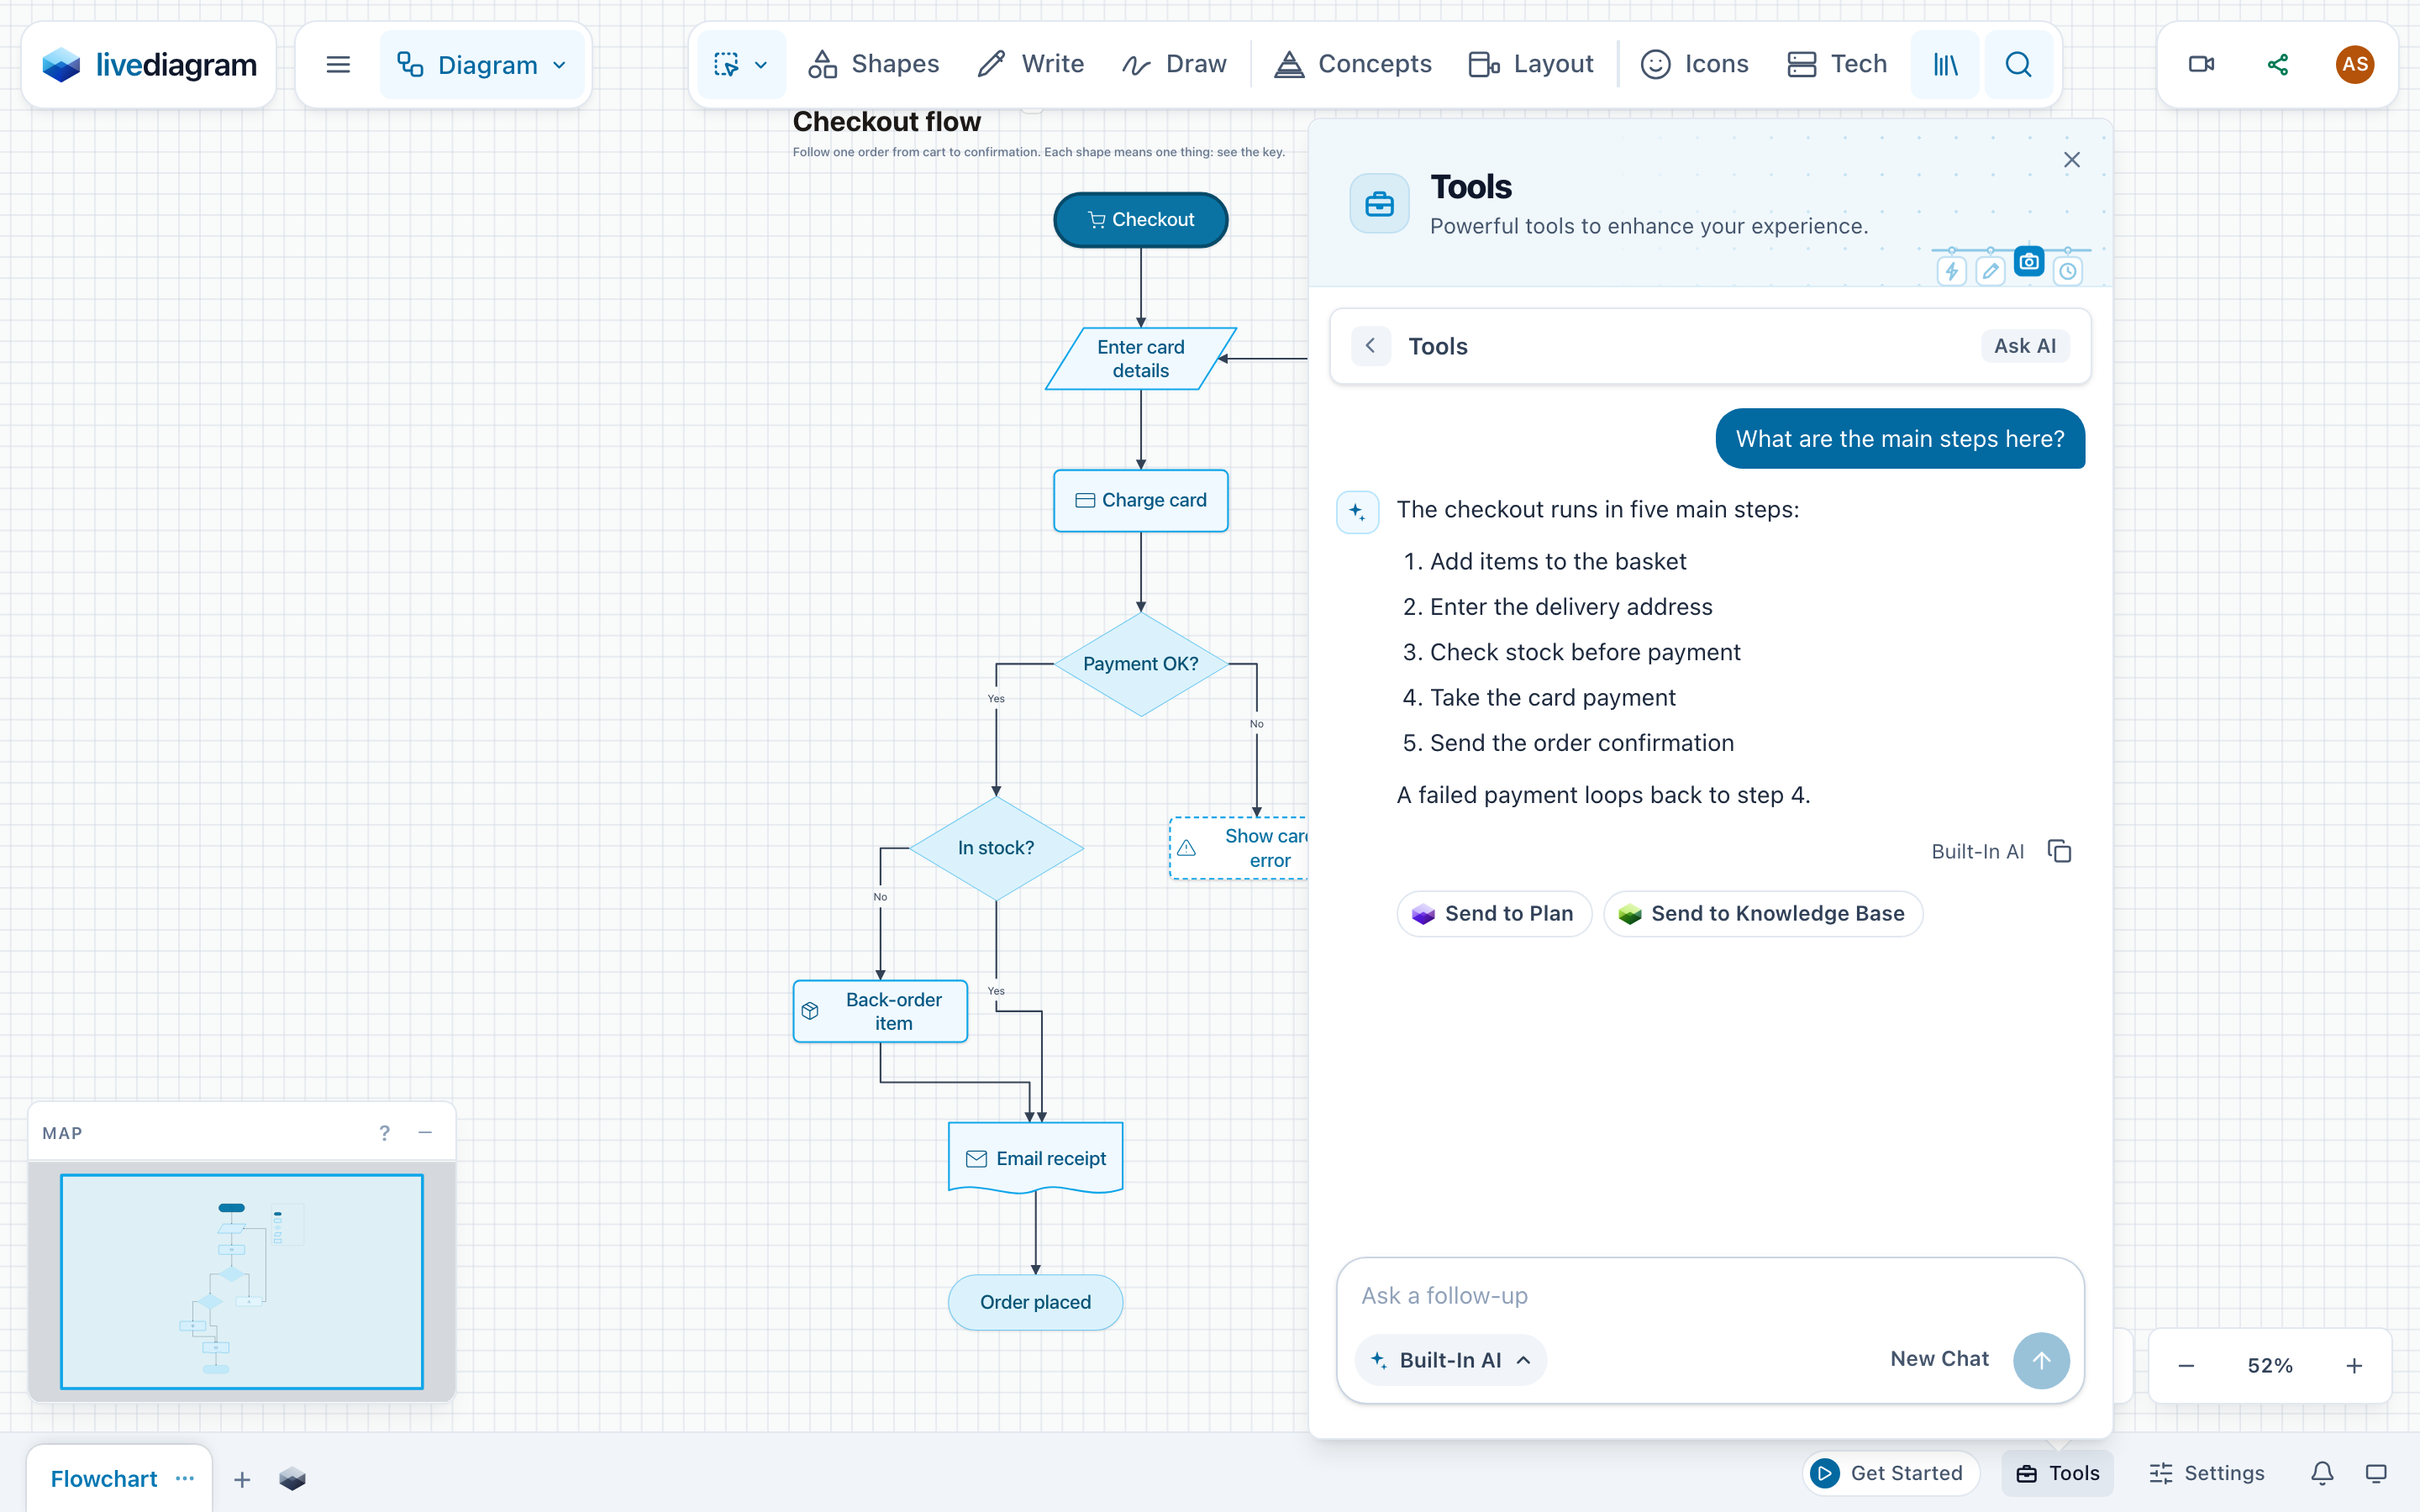 livediagram
Diagram
Shapes
Write
Draw
Concepts
Layout
Icons
Tech
AS
Checkout flow
Follow one order from cart to confirmation. Each shape means one thing: see the key.
Checkout
Enter card
details
Charge card
Payment OK?
Yes
No
In stock?
Show
error
No
Yes
Back-order
item
Email receipt
Order placed
Tools
Powerful tools to enhance your experience.
Tools
Ask AI
What are the main steps here?
The checkout runs in five main steps:
1. Add items to the basket
2. Enter the delivery address
3. Check stock before payment
4. Take the card payment
5. Send the order confirmation
A failed payment loops back to step 4.
Built-In AI
Send to Plan
Send to Knowledge Base
Ask a follow-up
Built-In AI
New Chat
MAP
?
52%
Flowchart
Get Started
Tools
Settings